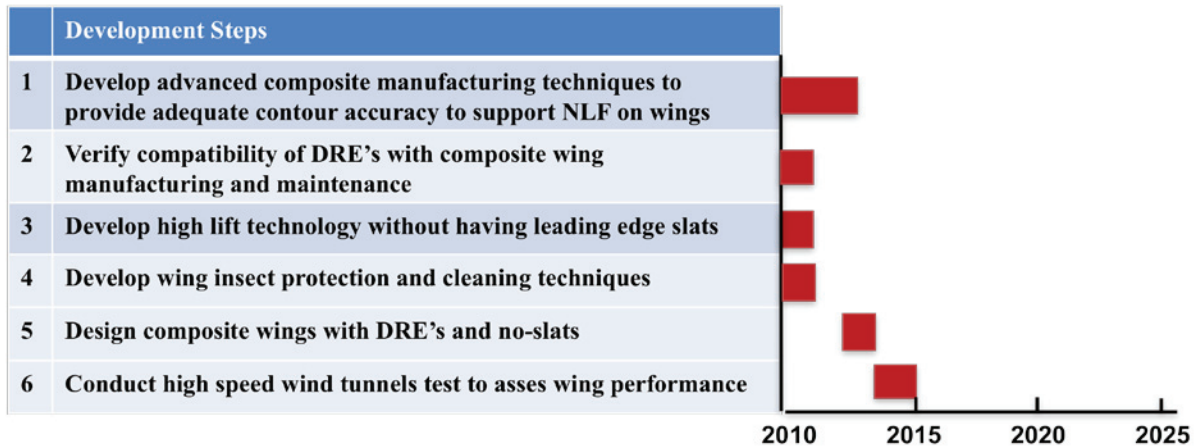 Development Steps
1 Develop advanced composite manufacturing techniques to
provide adequate contour accuracy to support NLF on wings
2 Verify compatibility of DRE’s with composite wing
manufacturing and maintenance
3 Develop high lift technology without having leading edge slats
4 Develop wing insect protection and cleaning techniques
5 Design composite wings with DRE’s and no-slats
6 Conduct high speed wind tunnels test to asses wing performance
2010 2015 2020 2025